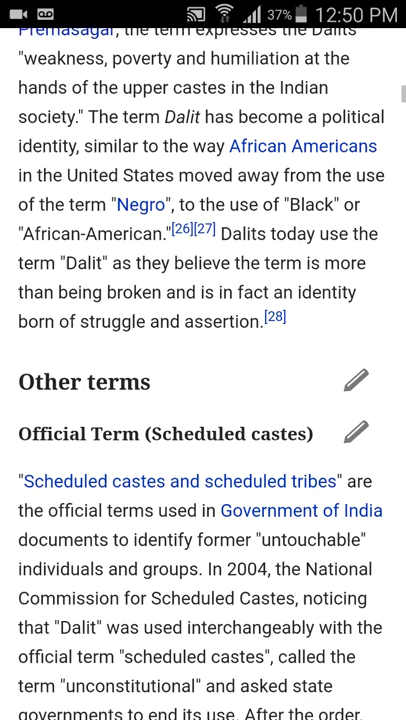 37% 12:50 PM
Premasagar, the term expresses the Dalits'
"weakness, poverty and humiliation at the
hands of the upper castes in the Indian
society." The term Dalit has become a political
identity, similar to the way African Americans
in the United States moved away from the use
of the term "Negro", to the use of "Black" or
"African-American."[26][27] Dalits today use the
term "Dalit" as they believe the term is more
than being broken and is in fact an identity
born of struggle and assertion.[28]
Other terms
Official Term (Scheduled castes)
"Scheduled castes and scheduled tribes" are
the official terms used in Government of India
documents to identify former "untouchable"
individuals and groups. In 2004, the National
Commission for Scheduled Castes, noticing
that "Dalit" was used interchangeably with the
official term "scheduled castes", called the
term "unconstitutional" and asked state
governments to end its use. After the order,